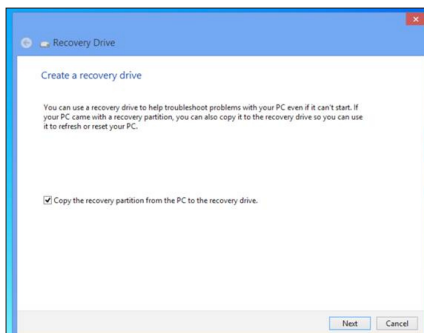 Recovery Drive
Create a recovery drive
You can use a recovery drive to help troubleshoot problems with your PC even if it can't start. If
your PC came with a recovery partition, you can also copy it to the recovery drive so you can use
it to refresh or reset your PC.
Copy the recovery partition from the PC to the recovery drive.
Next Cancel